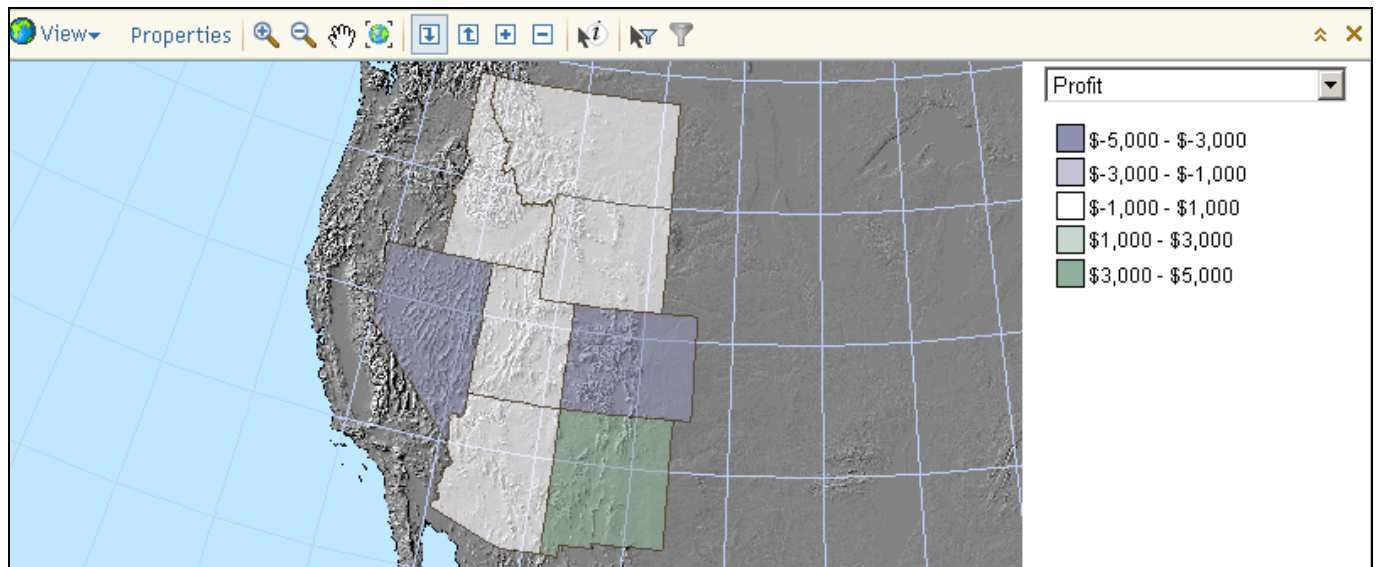 View Properties
Profit
$-5,000 - $-3,000
$-3,000 - $-1,000
$-1,000 - $1,000
$1,000 - $3,000
$3,000 - $5,000